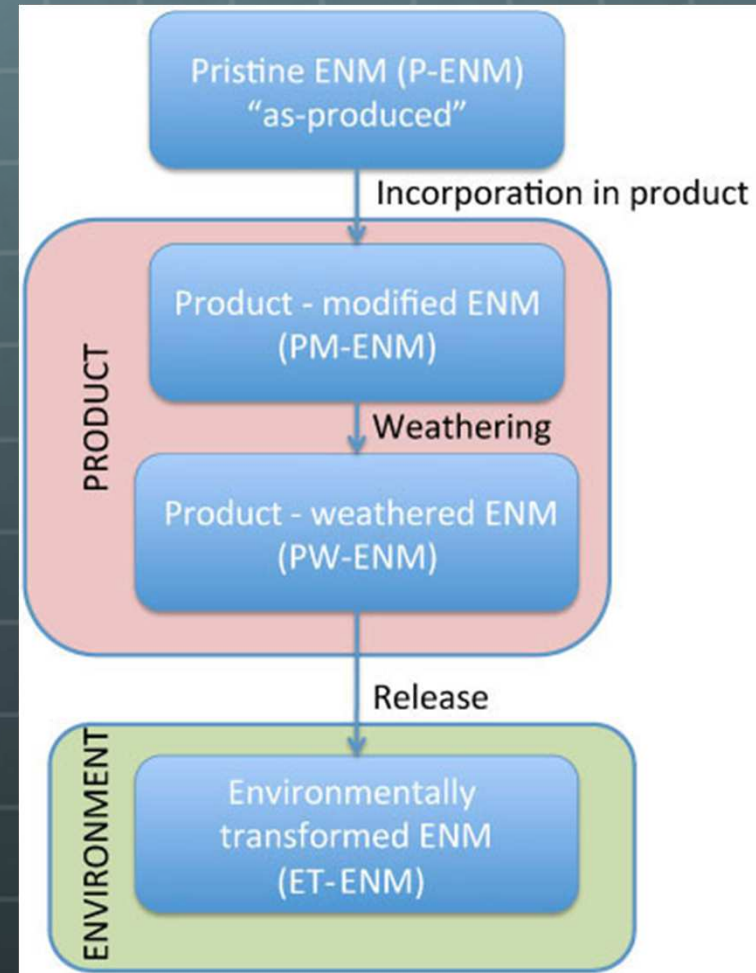 Pristine ENM (P-ENM)
“as-produced”
Incorporation in product
PRODUCT
Product - modified ENM
(PM-ENM)
Weathering
Product - weathered ENM
(PW-ENM)
Release
ENVIRONMENT
Environmentally
transformed ENM
(ET-ENM)